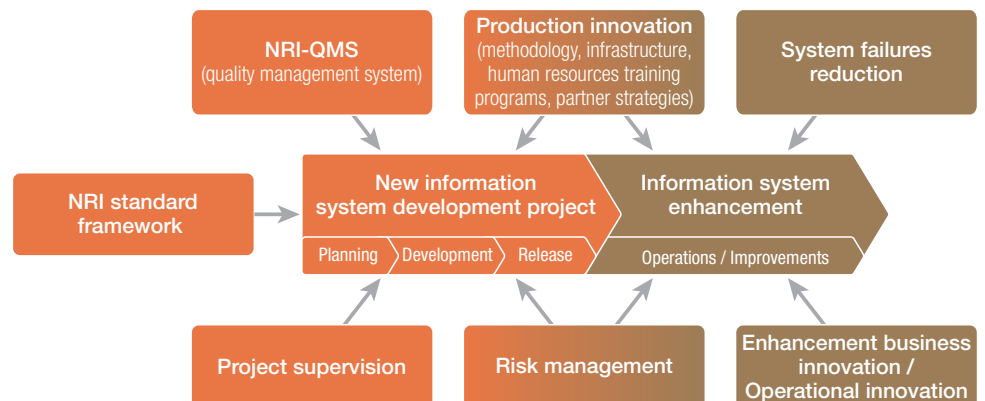 NRI-QMS
(quality management system)
Production innovation
(methodology, infrastructure,
human resources training
programs, partner strategies)
System failures
reduction
NRI standard
framework
New information
system development project
Information system
enhancement
Planning
Development
Release
Operations / Improvements
Project supervision
Risk management
Enhancement business
innovation /
Operational innovation